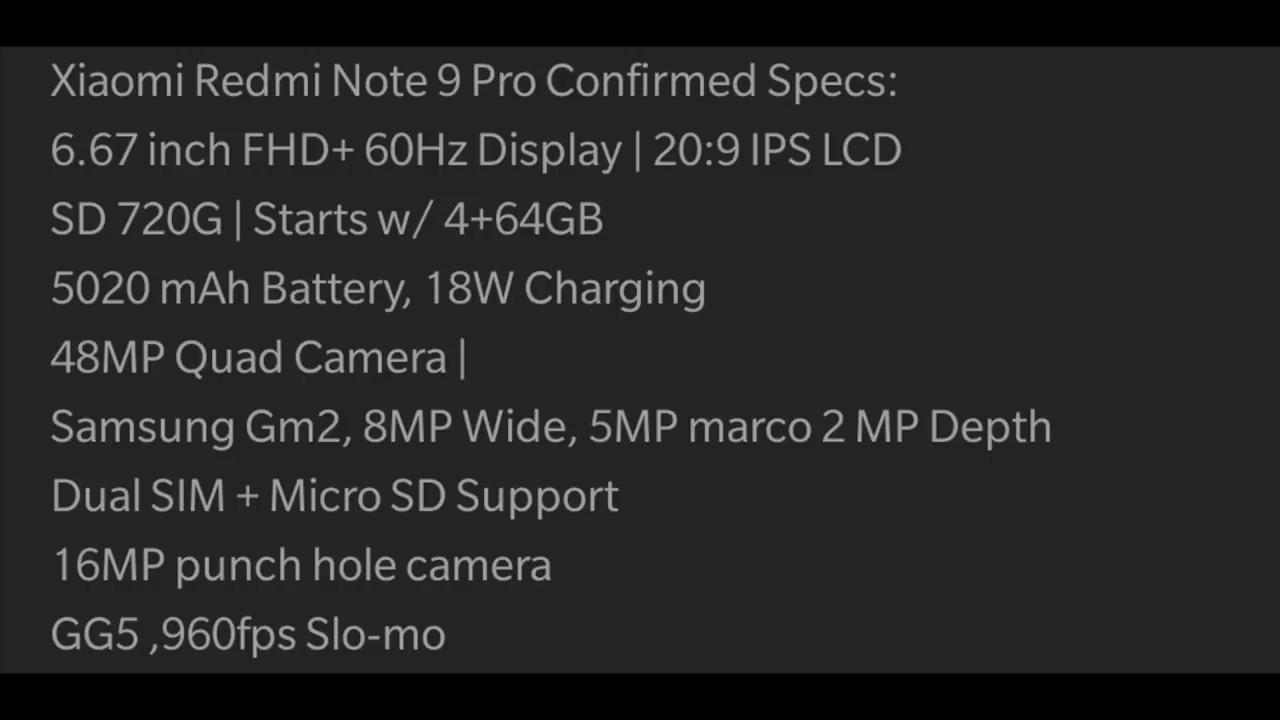 Xiaomi Redmi Note 9 Pro Confirmed Specs:
6.67 inch FHD+ 60Hz Display | 20:9 IPS LCD
SD 720G | Starts w/ 4+64GB
5020 mAh Battery, 18W Charging
48MP Quad Camera |
Samsung Gm2, 8MP Wide, 5MP marco 2 MP Depth
Dual SIM + Micro SD Support
16MP punch hole camera
GG5 ,960fps Slo-mo